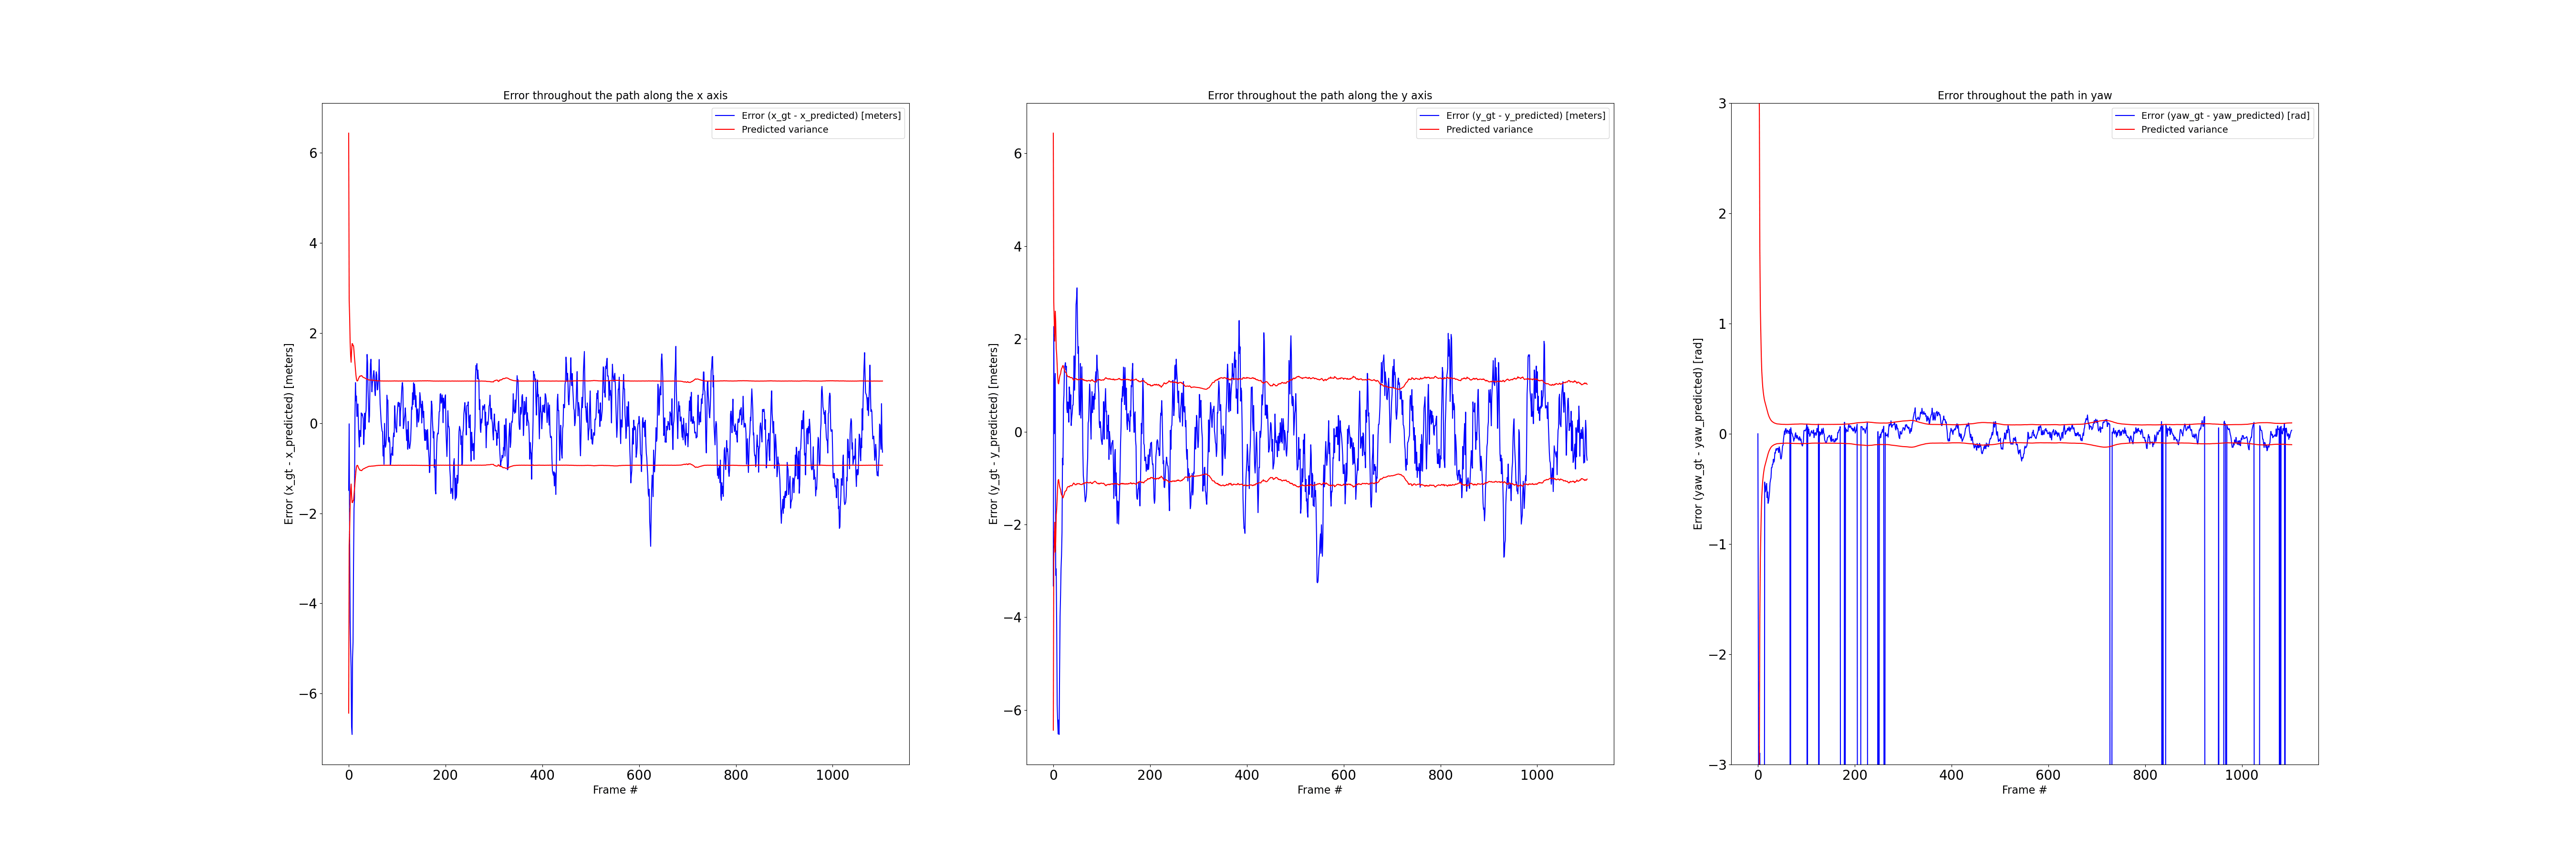 Error throughout the path along the x axis
Error (x_gt - x_predicted) [meters]
Predicted variance
6
4
2
0
−2
−4
−6
Error (x_gt - x_predicted) [meters]
0 200 400 600 800 1000
Frame #
Error throughout the path along the y axis
Error (y_gt - y_predicted) [meters]
Predicted variance
6
4
2
0
−2
−4
−6
Error (y_gt - y_predicted) [meters]
0 200 400 600 800 1000
Frame #
Error throughout the path in yaw
Error (yaw_gt - yaw_predicted) [rad]
Predicted variance
3
2
1
0
−1
−2
−3
Error (yaw_gt - yaw_predicted) [rad]
0 200 400 600 800 1000
Frame #